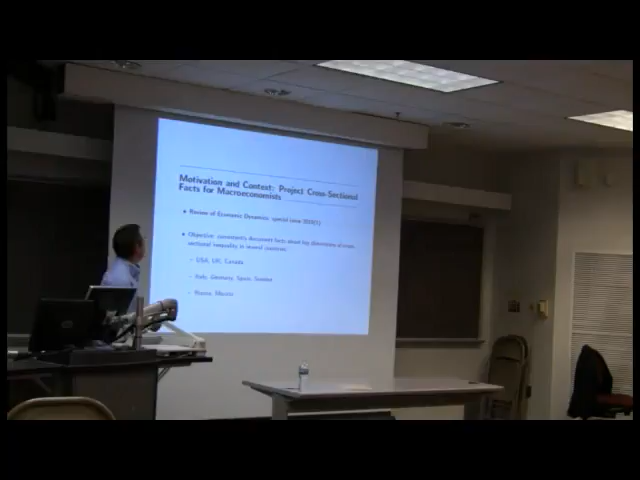 Motivation and Context: Project Cross-Sectional
Facts for Macroeconomists
Review of Economic Dynamics: special issue 2010(1)
Objective: consistently document facts about key dimensions of cross-
sectional inequality in several countries.
– USA, UK, Canada
– Italy, Germany, Spain, Sweden
– Russia, Mexico